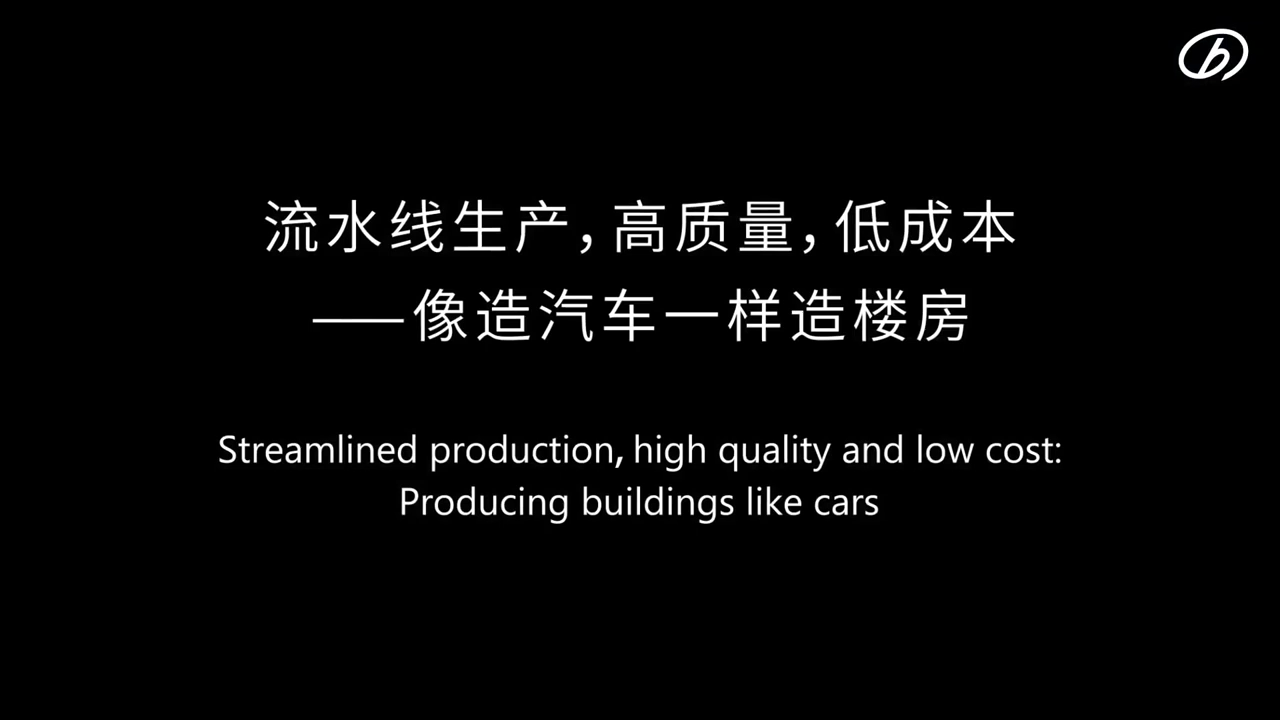 流水线生产，高质量，低成本
——像造汽车一样造楼房
Streamlined production, high quality and low cost:
Producing buildings like cars